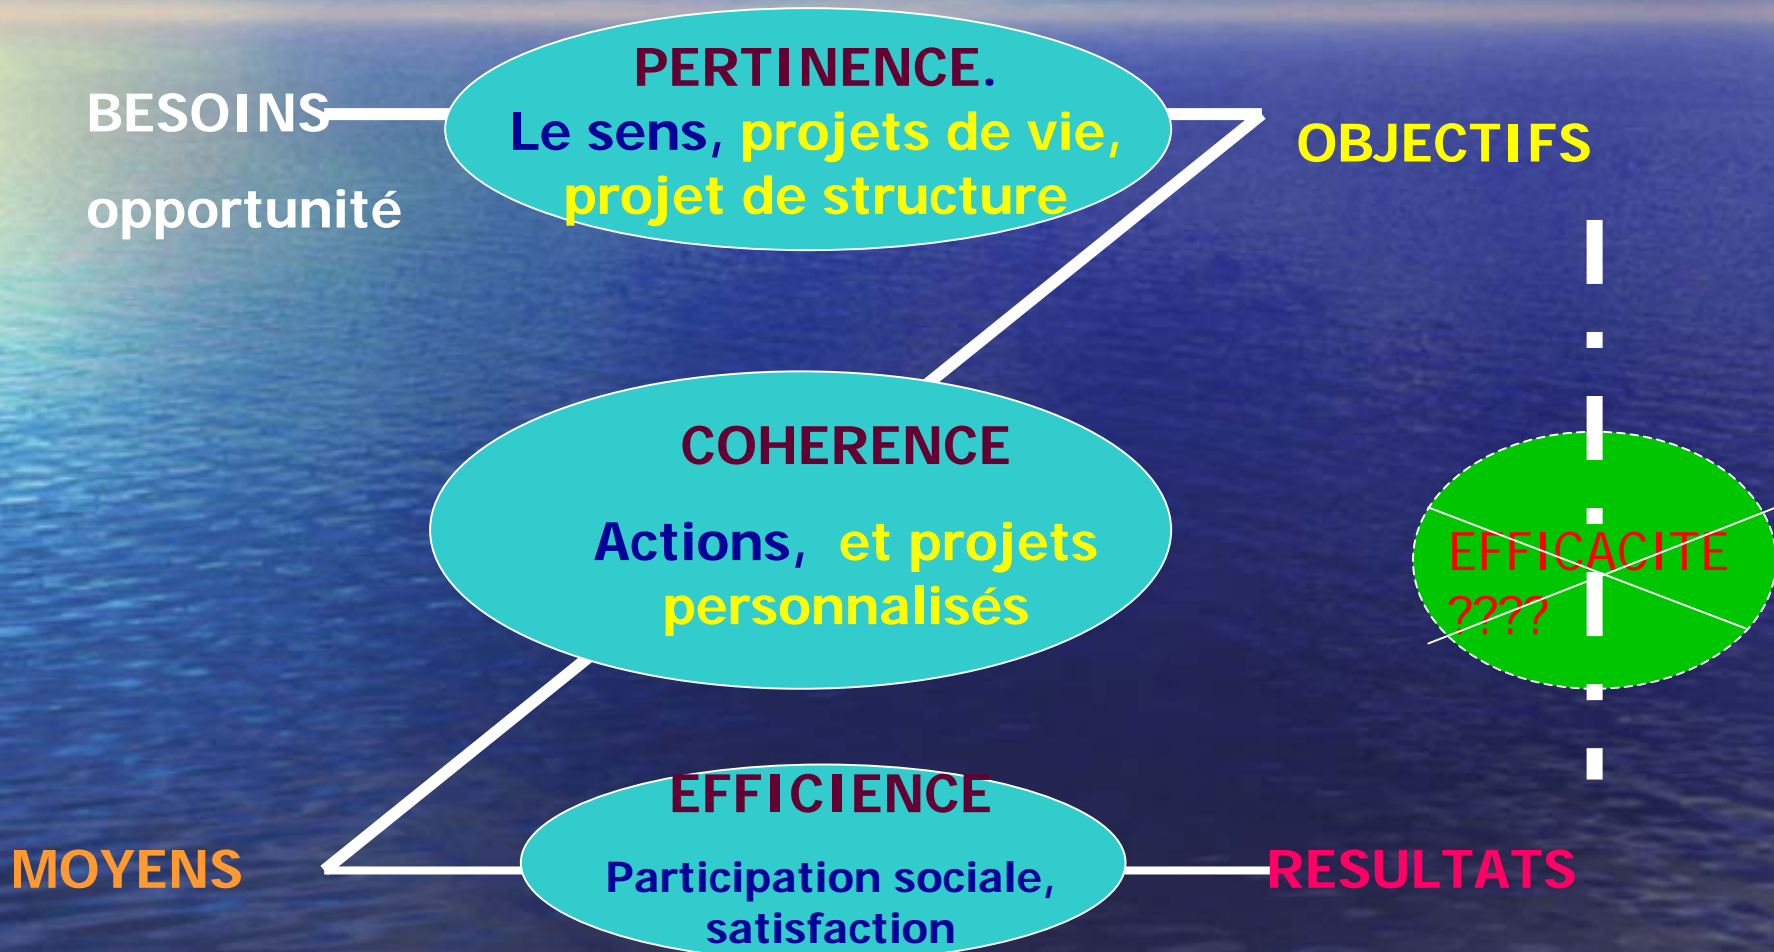 PERTINENCE.
BESOINS
Le sens, projets de vie,
OBJECTIFS
projet de structure
opportunité
COHERENCE
Actions, et projets
personnalisés
EFFICACITE
????
EFFICIENCE
MOYENS
Participation sociale,
satisfaction
RESULTATS